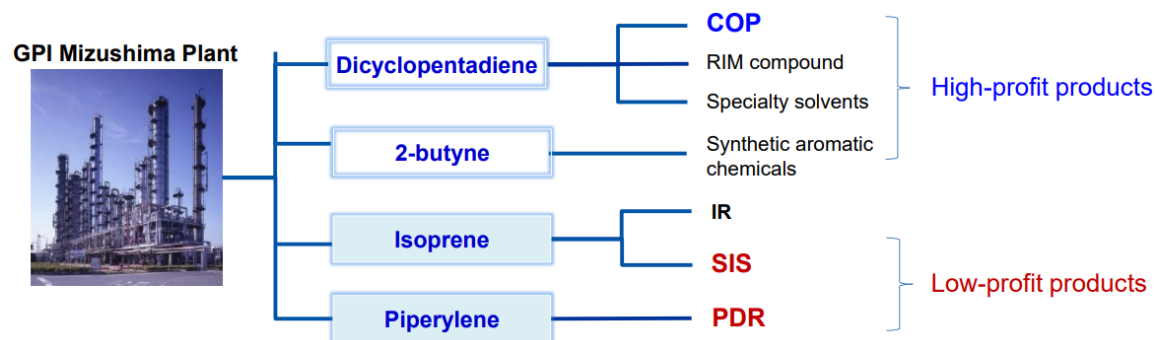 GPI Mizushima Plant
Dicyclopentadiene
COP
RIM compound
Specialty solvents
High-profit products
2-butyne
Synthetic aromatic
chemicals
Isoprene
IR
SIS
Low-profit products
Piperylene
PDR